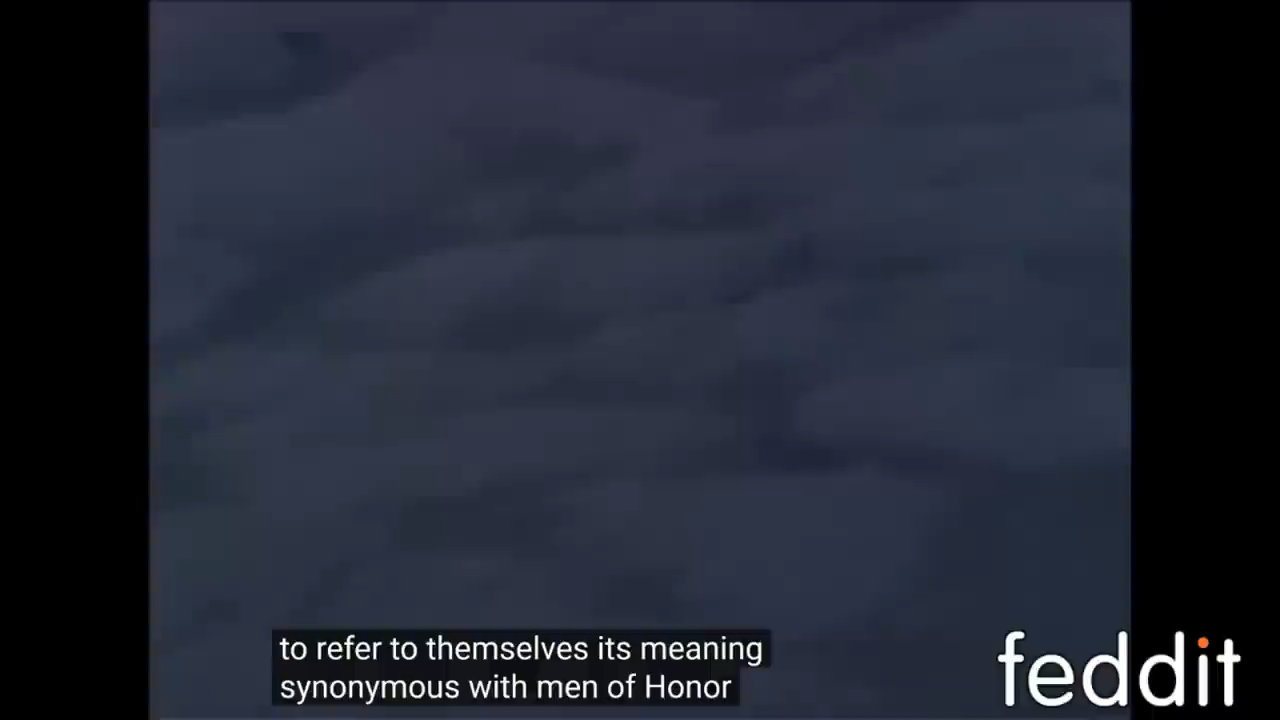 to refer to themselves its meaning
synonymous with men of Honor
feddit